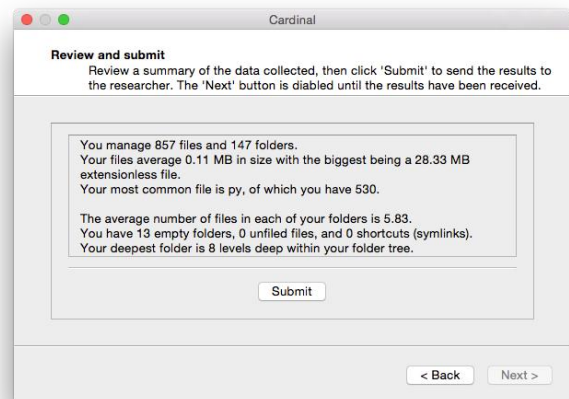 Cardinal
Review and submit
Review a summary of the data collected, then click 'Submit' to send the results to
the researcher. The 'Next' button is diabled until the results have been received.
You manage 857 files and 147 folders.
Your files average 0.11 MB in size with the biggest being a 28.33 MB
extensionless file.
Your most common file is py, of which you have 530.
The average number of files in each of your folders is 5.83.
You have 13 empty folders, 0 unfiled files, and 0 shortcuts (symlinks).
Your deepest folder is 8 levels deep within your folder tree.
Submit
< Back
Next >